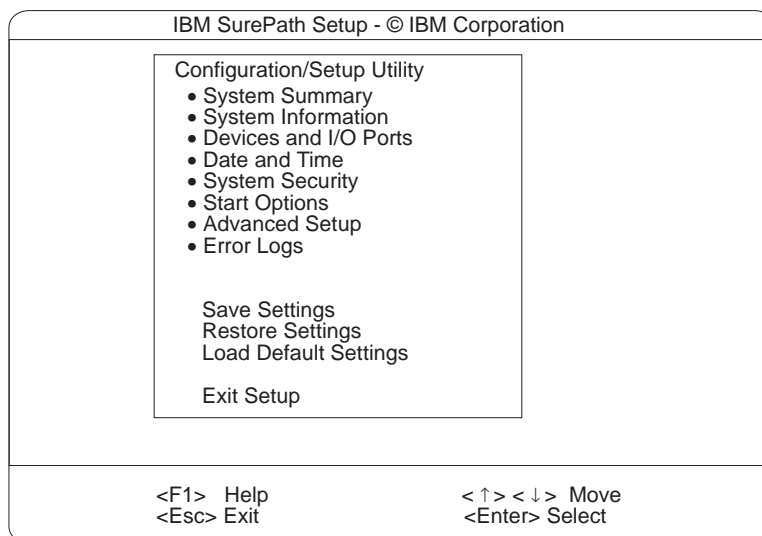 IBM SurePath Setup - © IBM Corporation
Configuration/Setup Utility
• System Summary
• System Information
• Devices and I/O Ports
• Date and Time
• System Security
• Start Options
• Advanced Setup
• Error Logs
Save Settings
Restore Settings
Load Default Settings
Exit Setup
<F1> Help < ↑ > < ↓ > Move
<Esc> Exit <Enter> Select